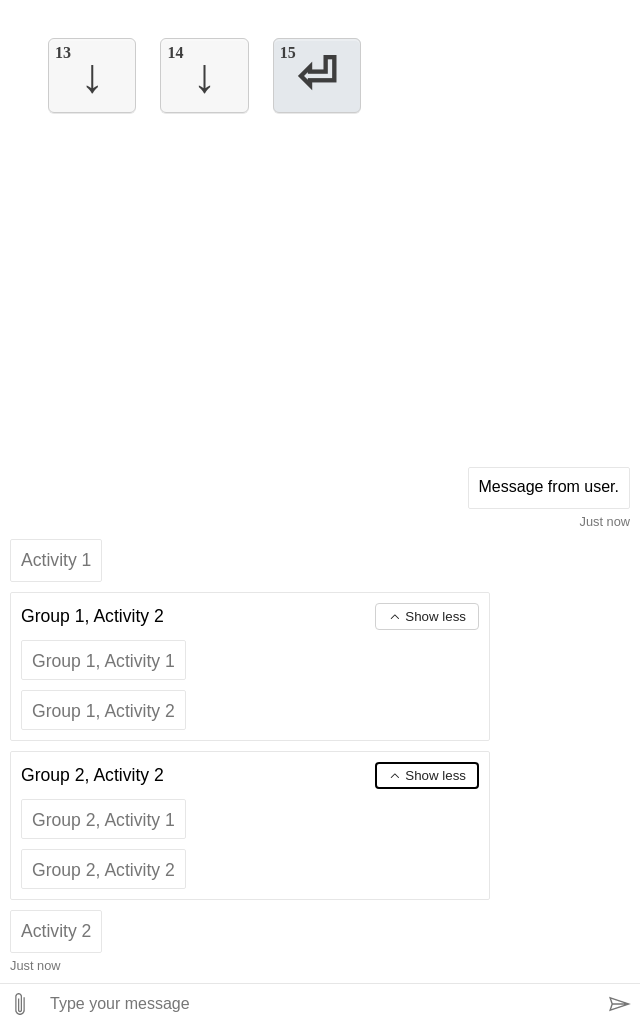 13 ↓
14 ↓
15 ⏎
Message from user.
Just now
Activity 1
Group 1, Activity 2
Show less
Group 1, Activity 1
Group 1, Activity 2
Group 2, Activity 2
Show less
Group 2, Activity 1
Group 2, Activity 2
Activity 2
Just now
Type your message